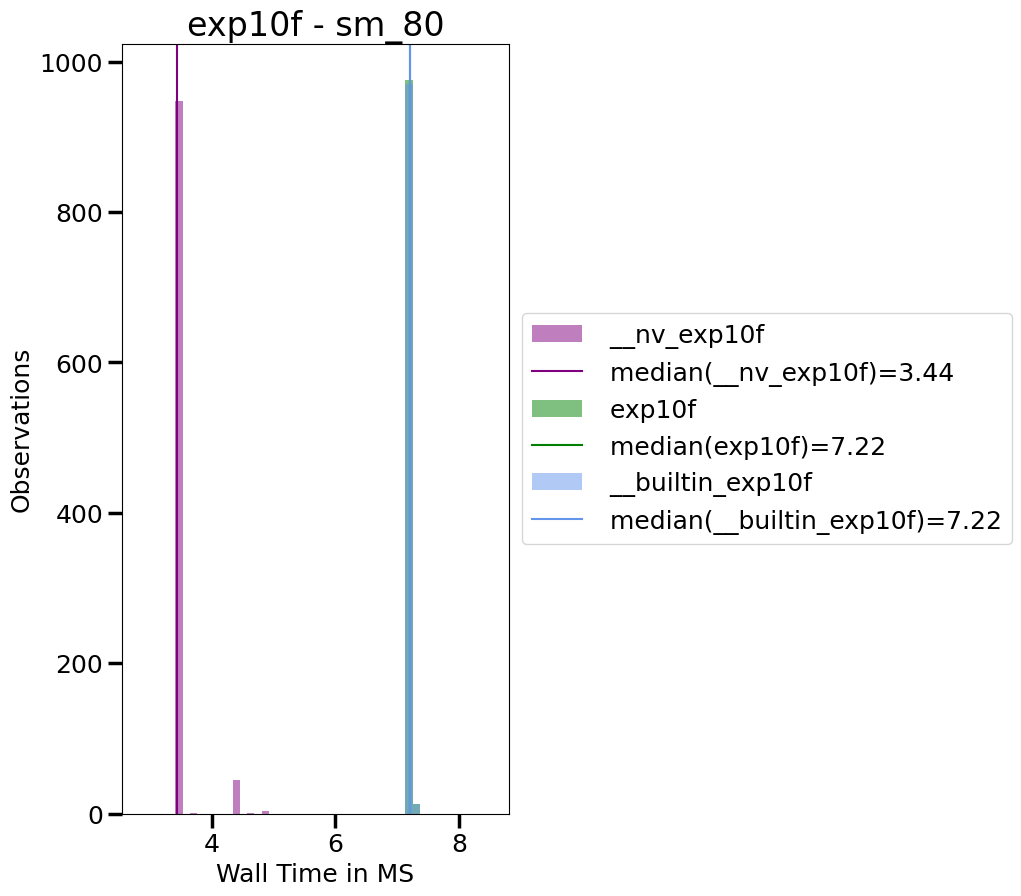 exp10f - sm_80
1000
800
600
400
200
0
Observations
4 6 8
Wall Time in MS
__nv_exp10f
median(__nv_exp10f)=3.44
exp10f
median(exp10f)=7.22
__builtin_exp10f
median(__builtin_exp10f)=7.22